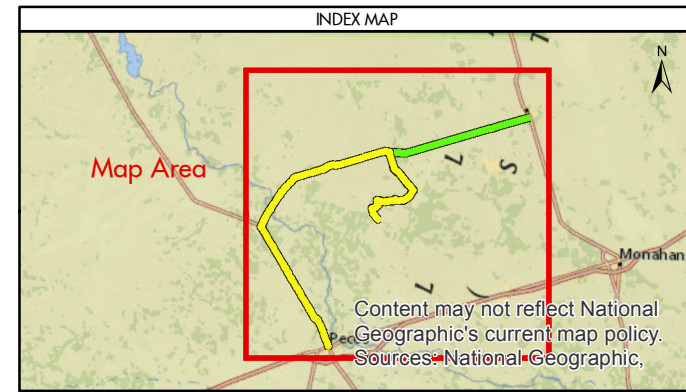 INDEX MAP
N
Map Area
L
L
S
L
Monahan
Content may not reflect National
Geographic's current map policy.
Sources: National Geographic,